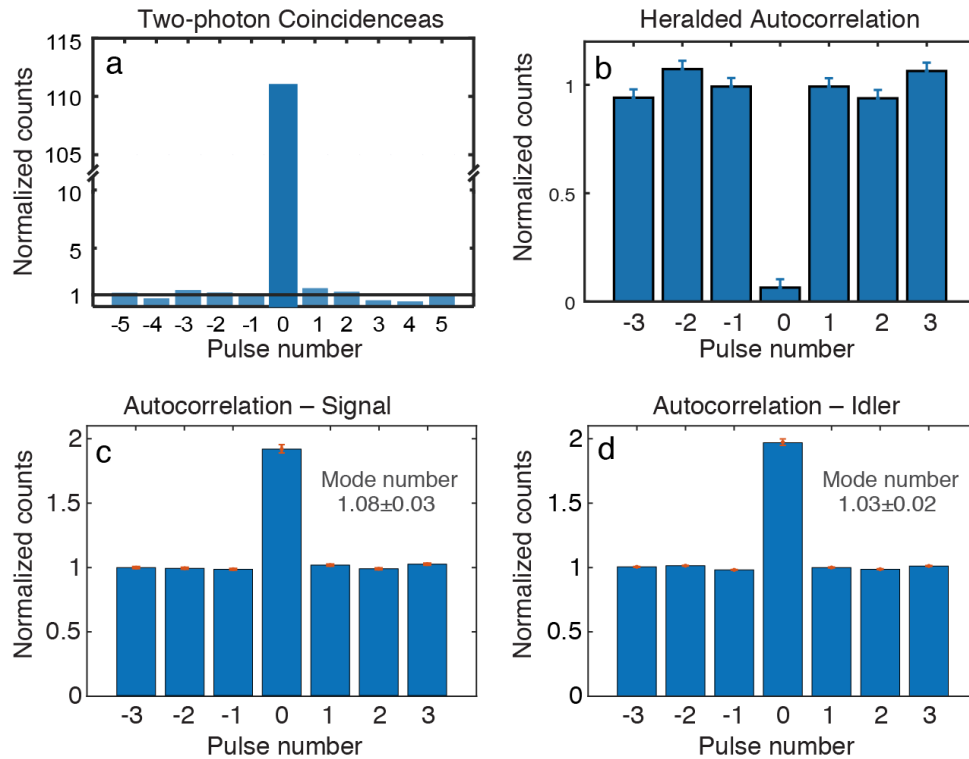 Two-photon Coincidenceas
a
Normalized counts
115
110
105
10
5
1
-5 -4 -3 -2 -1 0 1 2 3 4 5
Pulse number
Heralded Autocorrelation
b
Normalized counts
1
0.5
0
-3 -2 -1 0 1 2 3
Pulse number
Autocorrelation – Signal
c
Mode number
1.08±0.03
Normalized counts
2
1.5
1
0.5
0
-3 -2 -1 0 1 2 3
Pulse number
Autocorrelation – Idler
d
Mode number
1.03±0.02
Normalized counts
2
1.5
1
0.5
0
-3 -2 -1 0 1 2 3
Pulse number